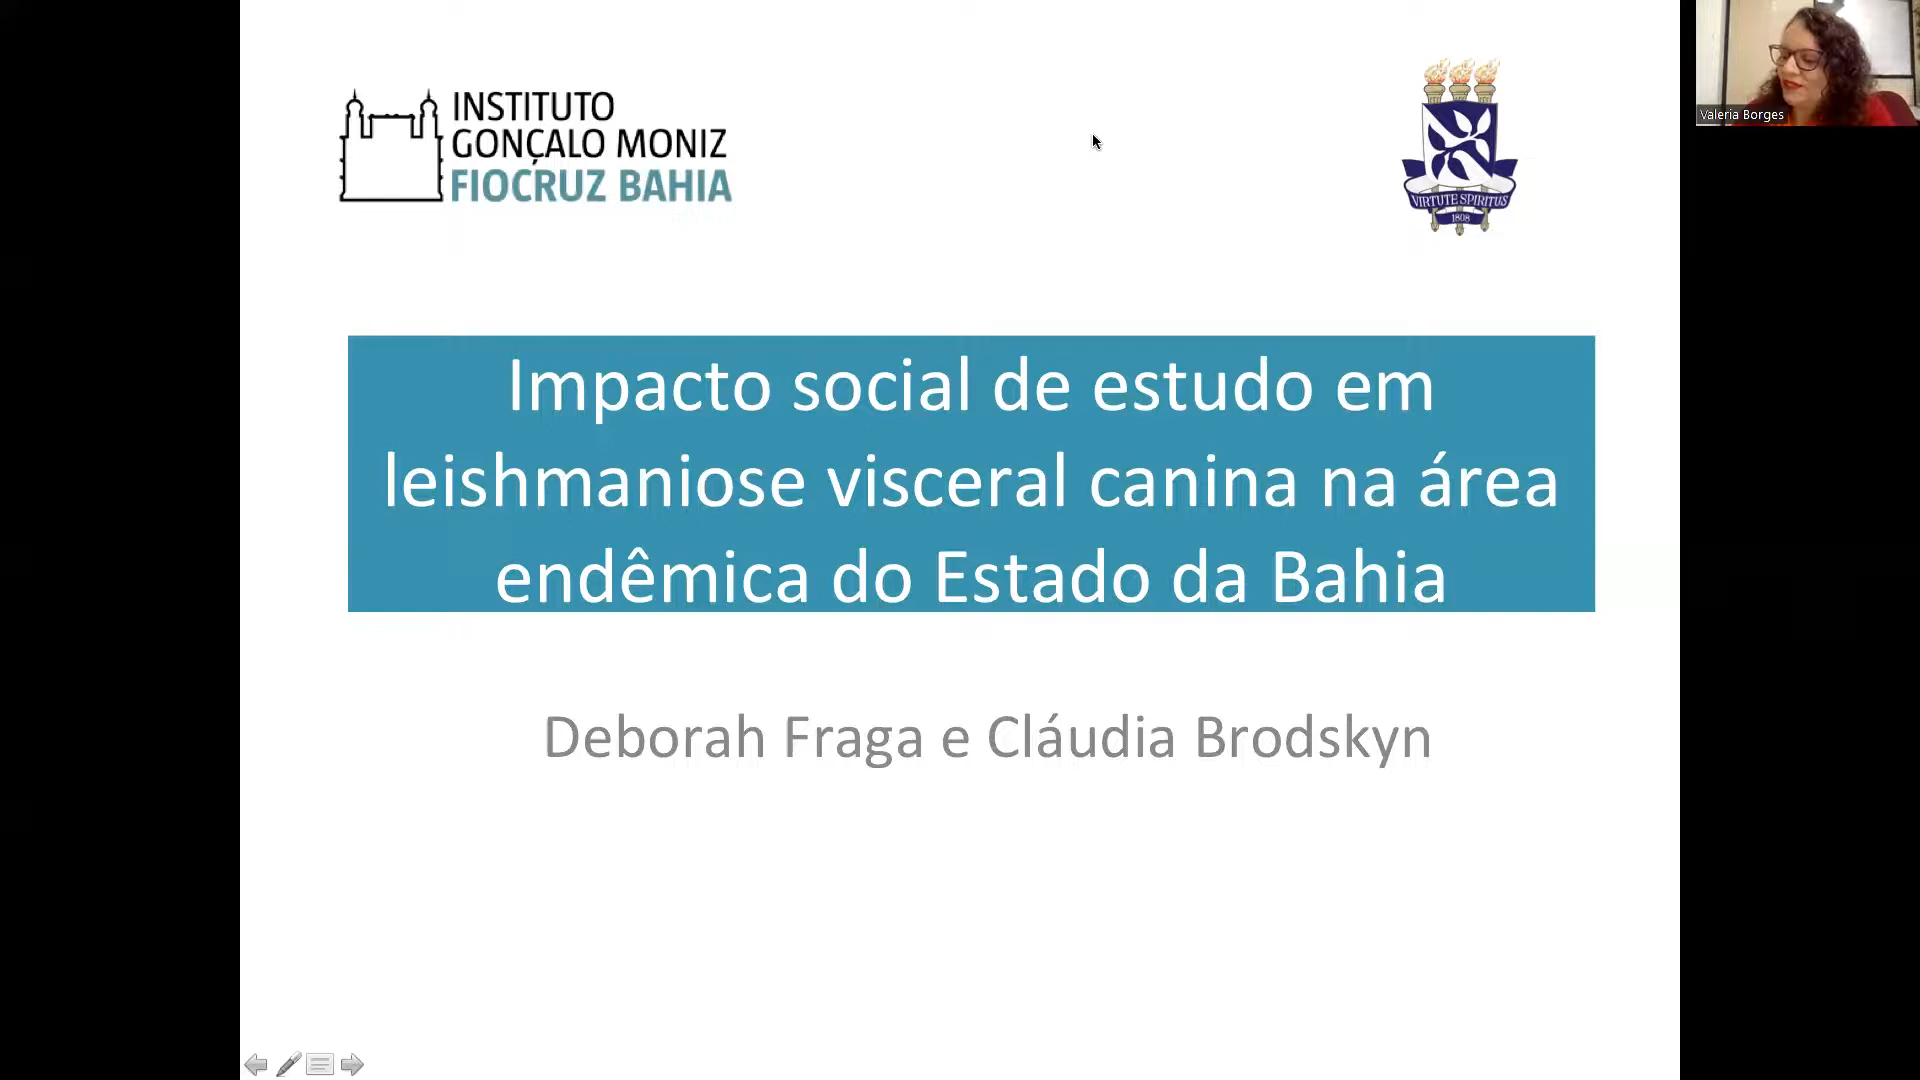 INSTITUTO
GONÇALO MONIZ
FIOCRUZ BAHIA
VIRTUTE SPIRITUS
1808
Valeria Borges
Impacto social de estudo em
leishmaniose visceral canina na área
endêmica do Estado da Bahia
Deborah Fraga e Cláudia Brodskyn